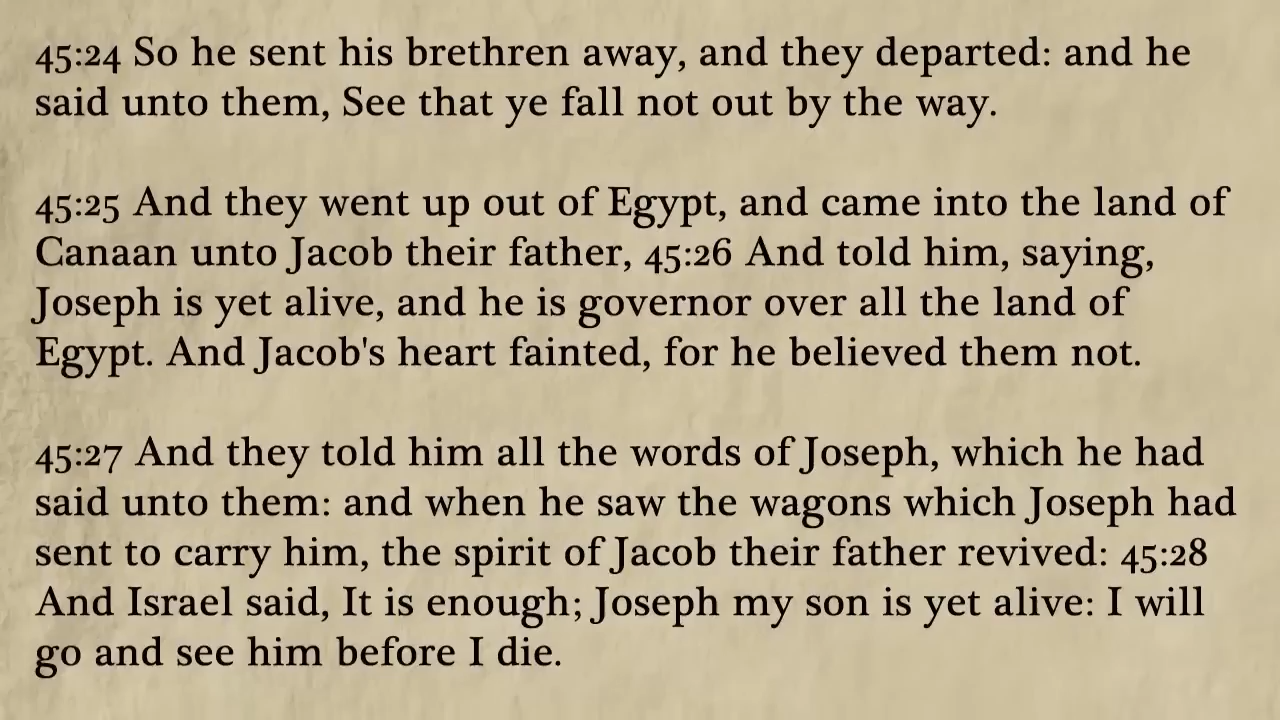 45:24 So he sent his brethren away, and they departed: and he
said unto them, See that ye fall not out by the way.
45:25 And they went up out of Egypt, and came into the land of
Canaan unto Jacob their father, 45:26 And told him, saying,
Joseph is yet alive, and he is governor over all the land of
Egypt. And Jacob's heart fainted, for he believed them not.
45:27 And they told him all the words of Joseph, which he had
said unto them: and when he saw the wagons which Joseph had
sent to carry him, the spirit of Jacob their father revived: 45:28
And Israel said, It is enough; Joseph my son is yet alive: I will
go and see him before I die.